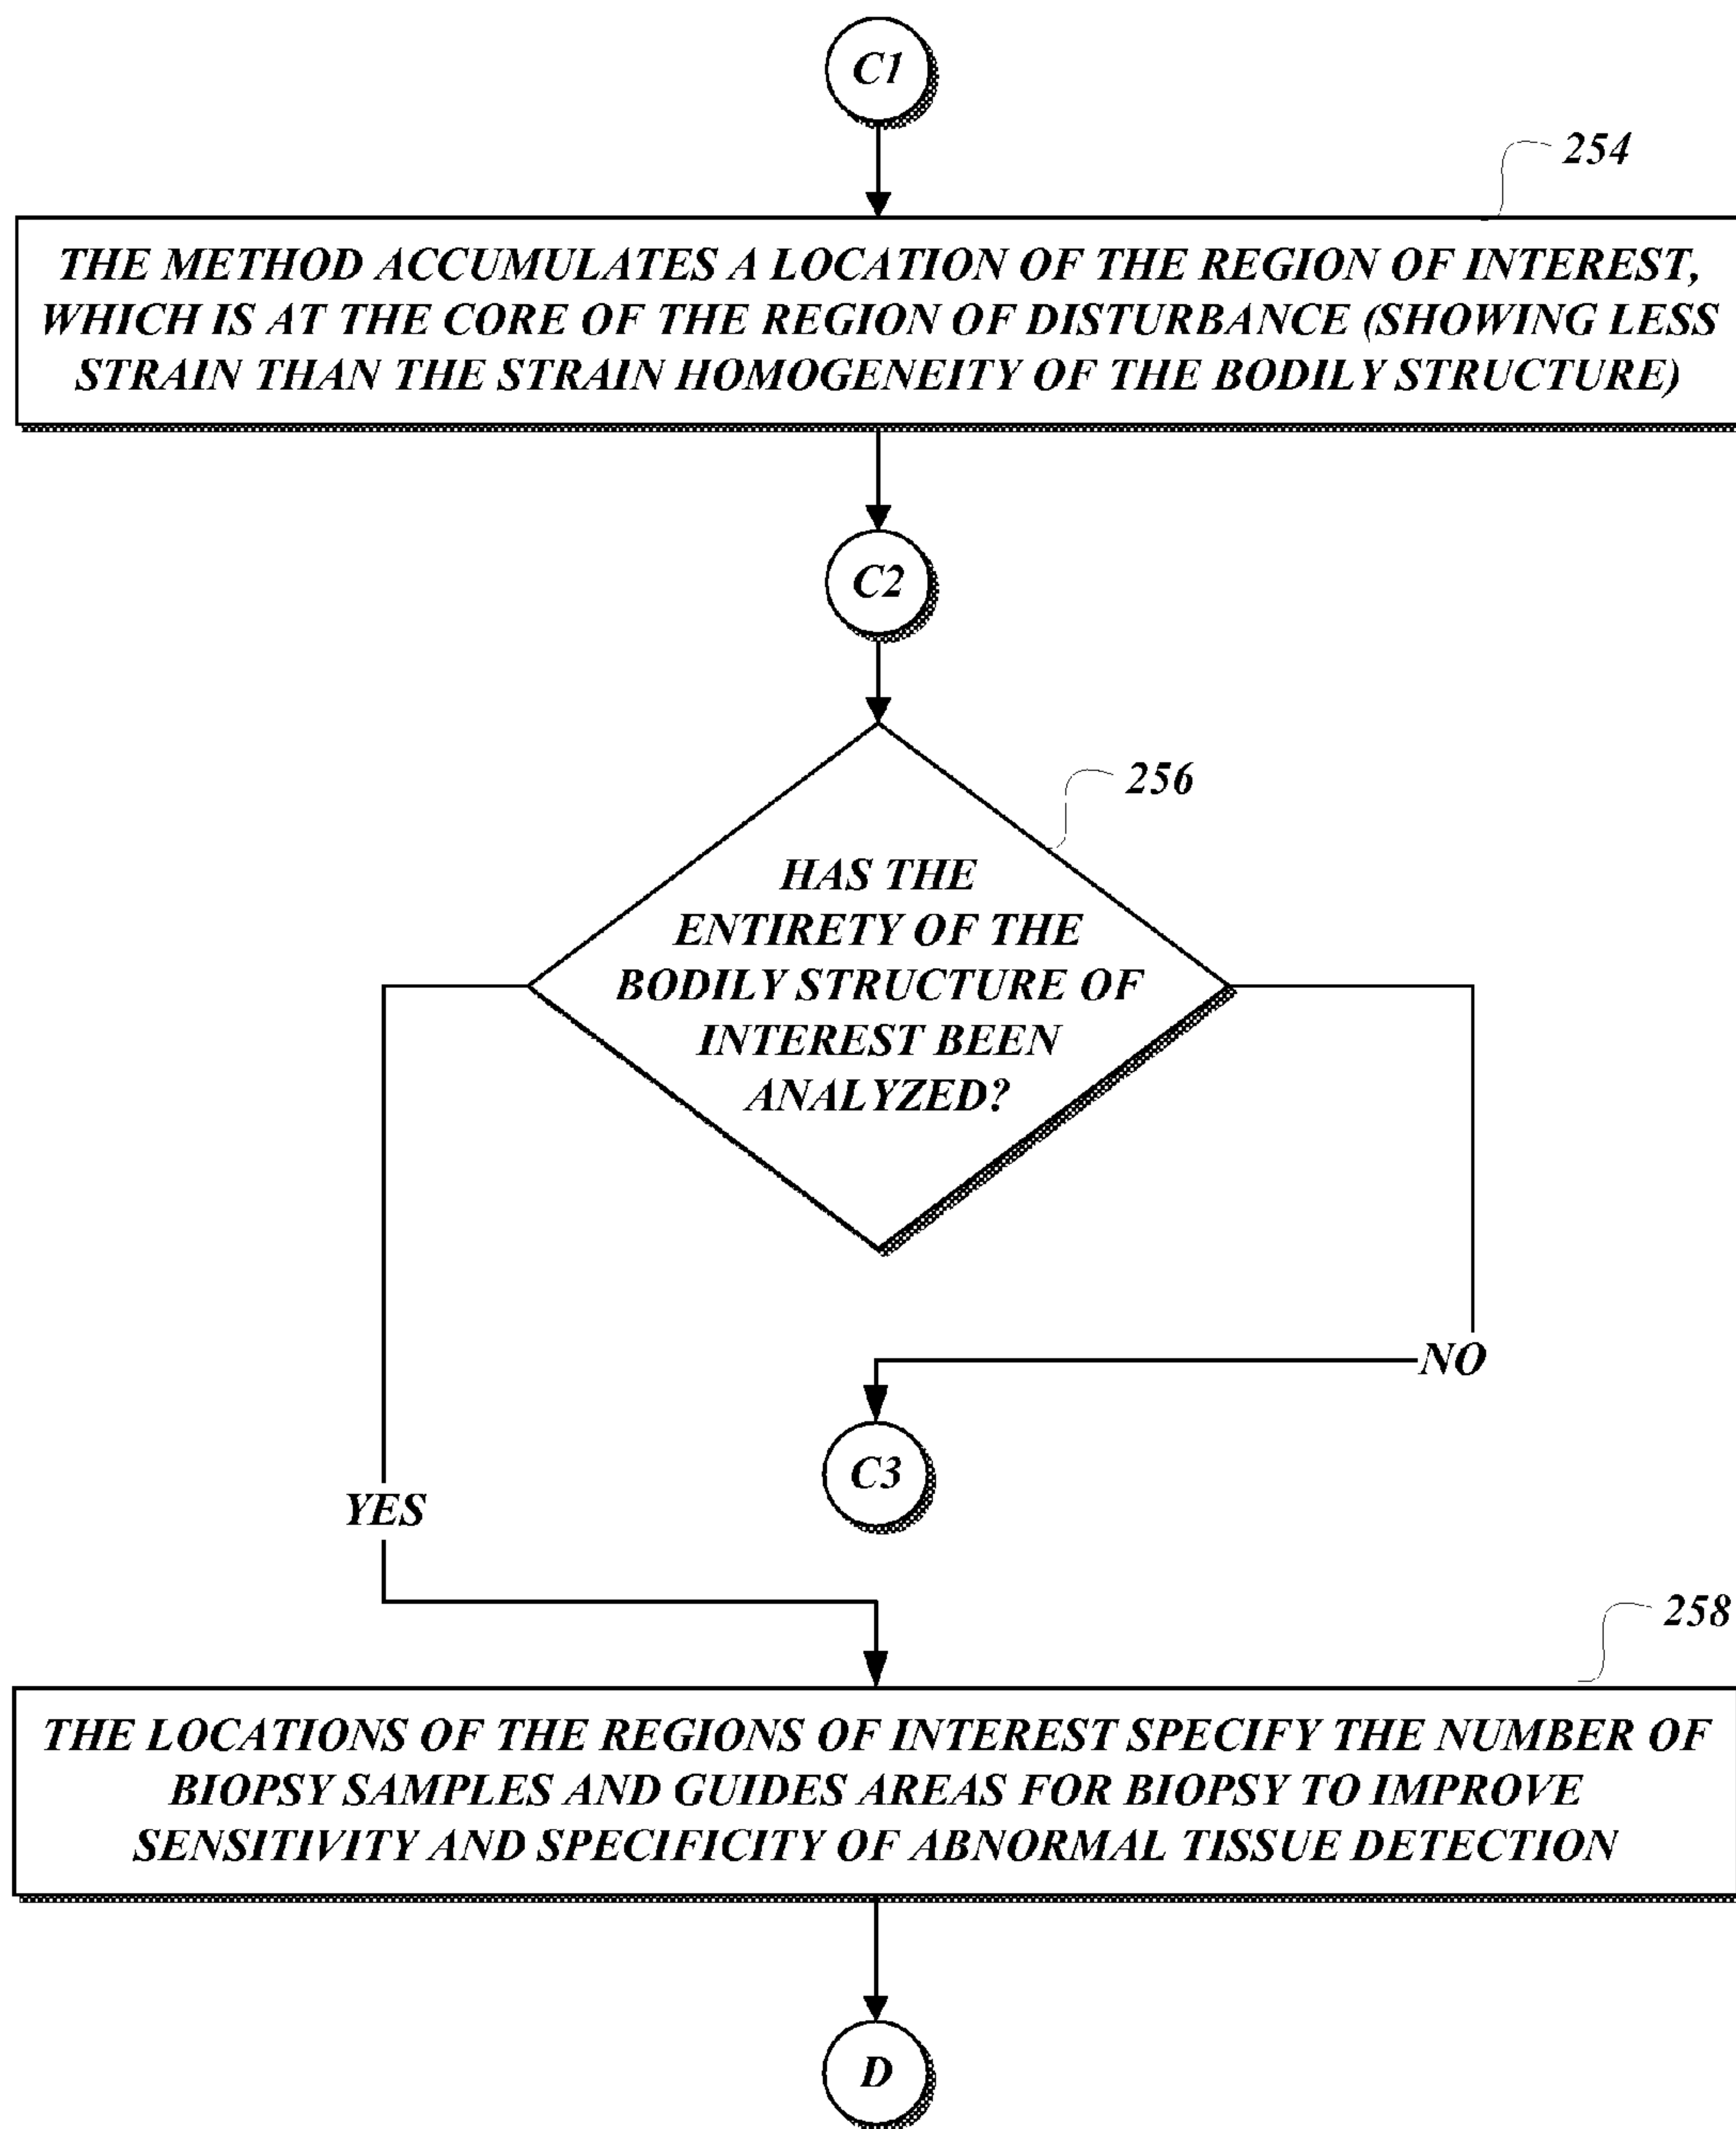 C1
254
THE METHOD ACCUMULATES A LOCATION OF THE REGION OF INTEREST,
WHICH IS AT THE CORE OF THE REGION OF DISTURBANCE (SHOWING LESS
STRAIN THAN THE STRAIN HOMOGENEITY OF THE BODILY STRUCTURE)
C2
256
HAS THE
ENTIRETY OF THE
BODILY STRUCTURE OF
INTEREST BEEN
ANALYZED?
NO
C3
YES
258
THE LOCATIONS OF THE REGIONS OF INTEREST SPECIFY THE NUMBER OF
BIOPSY SAMPLES AND GUIDES AREAS FOR BIOPSY TO IMPROVE
SENSITIVITY AND SPECIFICITY OF ABNORMAL TISSUE DETECTION
D